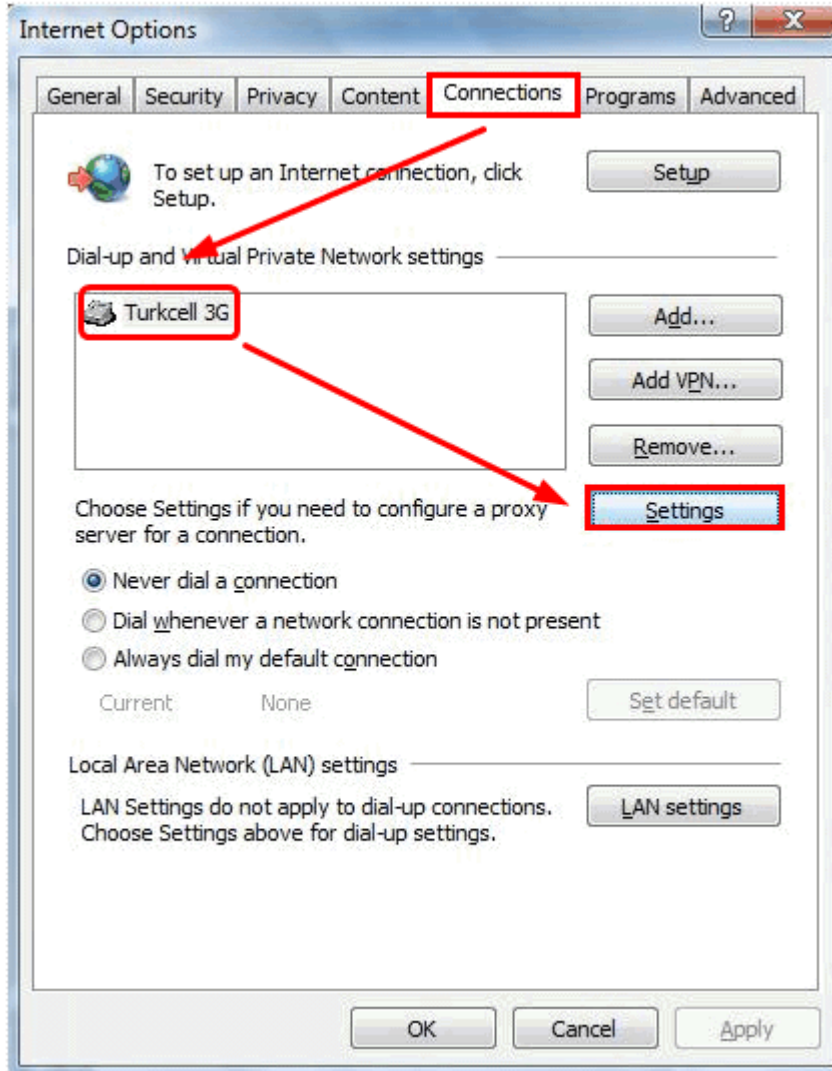 Internet Options
?
X
General Security Privacy Content Connections Programs Advanced
To set up an Internet connection, click
Setup.
Setup
Dial-up and Virtual Private Network settings
Turkcell 3G
Add...
Add VPN...
Remove...
Choose Settings if you need to configure a proxy
server for a connection.
Settings
Never dial a connection
Dial whenever a network connection is not present
Always dial my default connection
Current None
Set default
Local Area Network (LAN) settings
LAN Settings do not apply to dial-up connections.
Choose Settings above for dial-up settings.
LAN settings
OK Cancel Apply